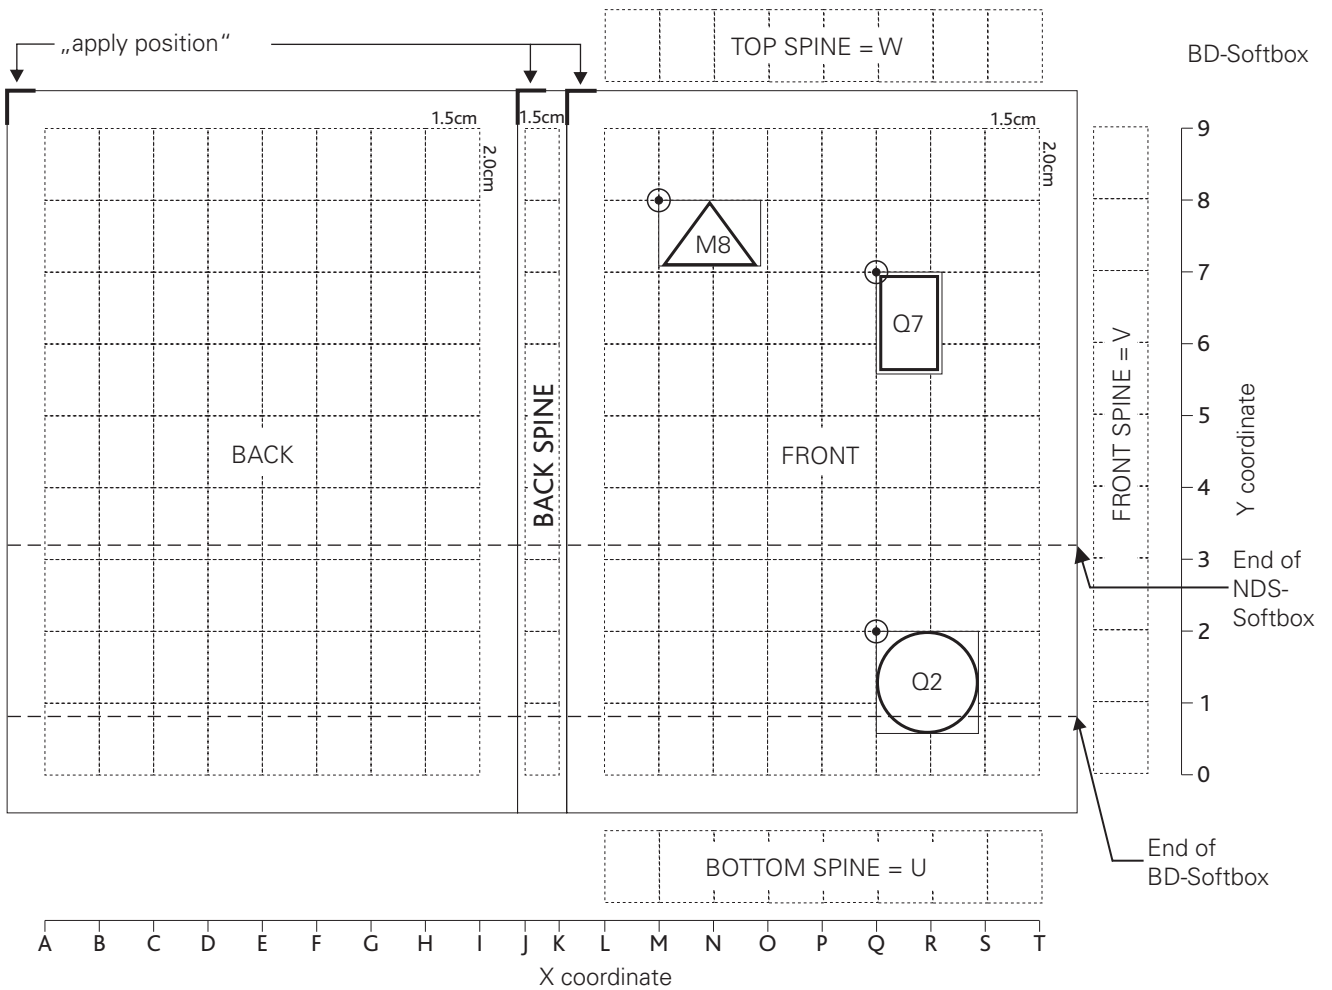 „apply position“
TOP SPINE = W
BD-Softbox
1.5cm
1.5cm
1.5cm
2.0cm
2.0cm
9
8
7
6
5
4
3
2
1
0
M8
Q7
BACK
BACK SPINE
FRONT
FRONT SPINE = V
Y coordinate
End of
NDS-
Softbox
Q2
End of
BD-Softbox
BOTTOM SPINE = U
A B C D E F G H I J K L M N O P Q R S T
X coordinate